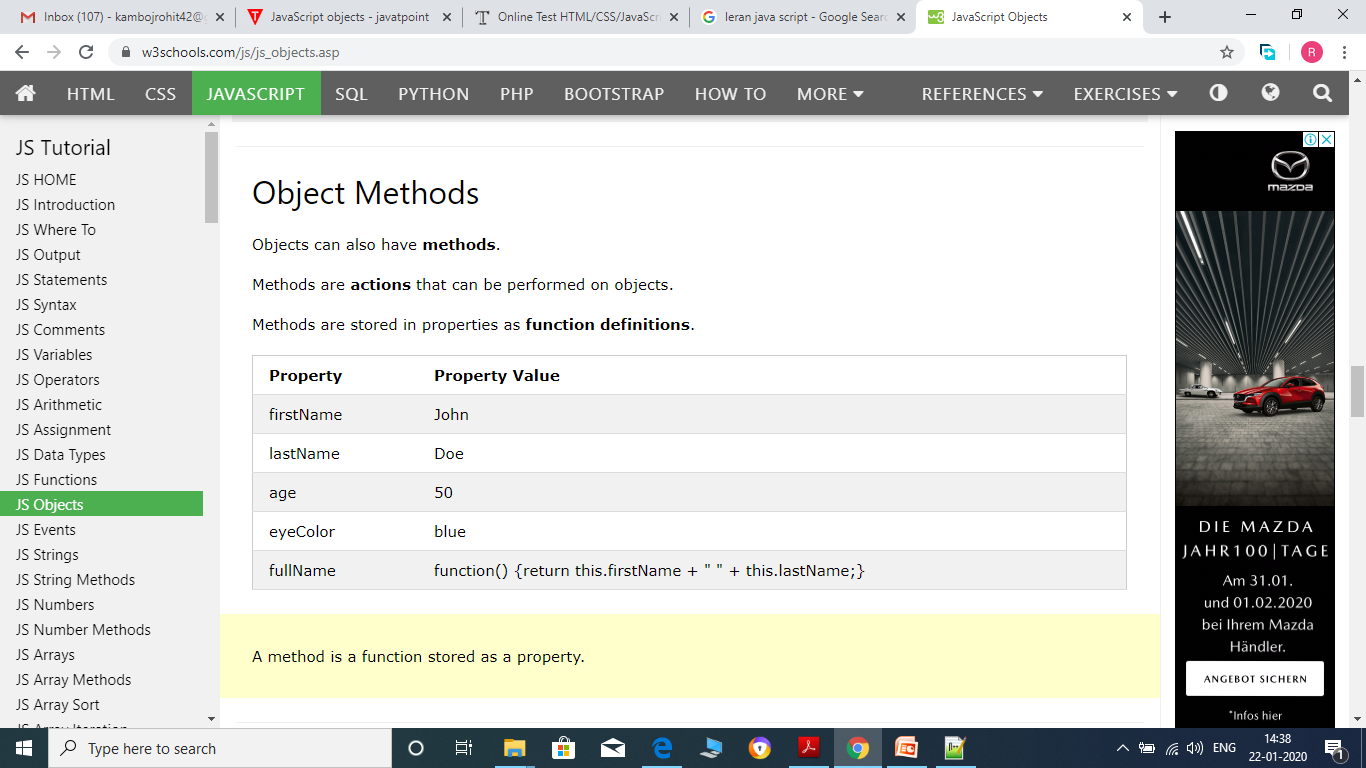 Inbox (107) - kambojrohit42@g
JavaScript objects - javatpoint
Online Test HTML/CSS/JavaScri
leran java script - Google Searc
JavaScript Objects
w3schools.com/js/js_objects.asp
R
HTML CSS JAVASCRIPT SQL PYTHON PHP BOOTSTRAP HOW TO MORE REFERENCES EXERCISES
JS Tutorial
JS HOME
JS Introduction
JS Where To
JS Output
JS Statements
JS Syntax
JS Comments
JS Variables
JS Operators
JS Arithmetic
JS Assignment
JS Data Types
JS Functions
JS Objects
JS Events
JS Strings
JS String Methods
JS Numbers
JS Number Methods
JS Arrays
JS Array Methods
JS Array Sort
JS Array Iteration
Object Methods
Objects can also have methods.
Methods are actions that can be performed on objects.
Methods are stored in properties as function definitions.
Property Property Value
firstName John
lastName Doe
age 50
eyeColor blue
fullName function() {return this.firstName + " " + this.lastName;}
A method is a function stored as a property.
mazda
DIE MAZDA
JAHR100|TAGE
Am 31.01.
und 01.02.2020
bei Ihrem Mazda
Händler.
ANGEBOT SICHERN
*Infos hier
Type here to search
ENG
14:38
22-01-2020
1